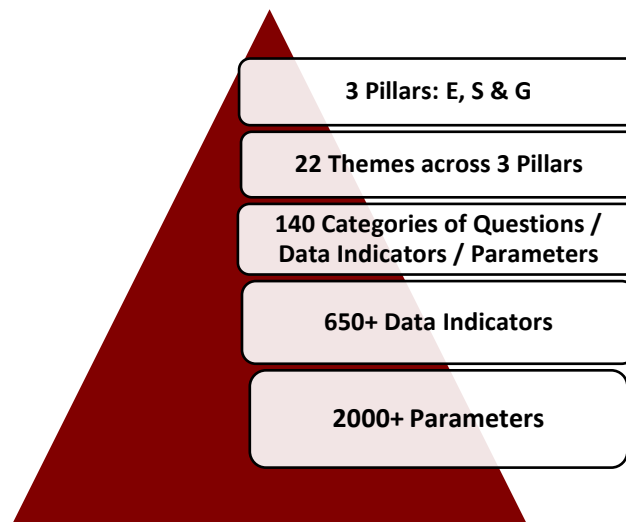 3 Pillars: E, S & G
22 Themes across 3 Pillars
140 Categories of Questions /
Data Indicators / Parameters
650+ Data Indicators
2000+ Parameters